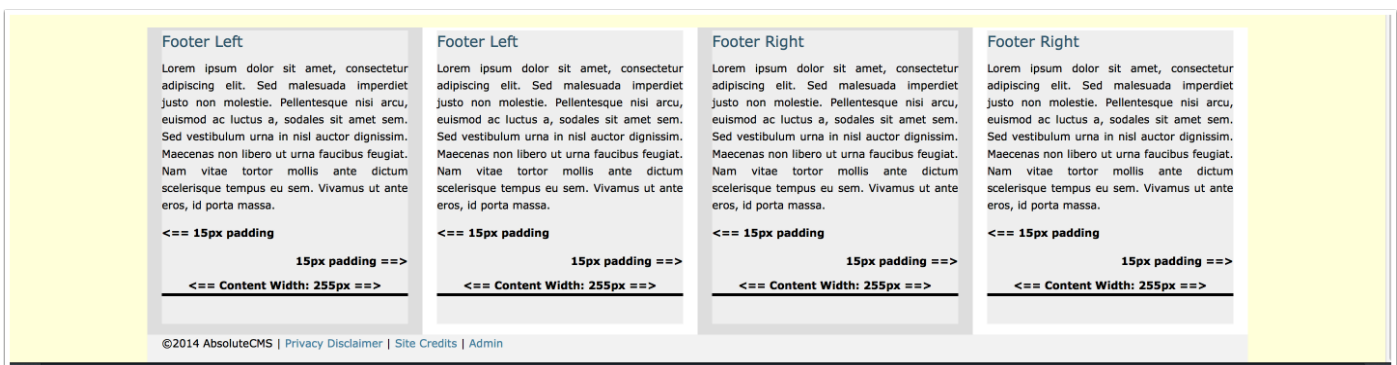 Footer Left
Lorem ipsum dolor sit amet, consectetur
adipiscing elit. Sed malesuada imperdiet
justo non molestie. Pellentesque nisi arcu,
euismod ac luctus a, sodales sit amet sem.
Sed vestibulum urna in nisl auctor dignissim.
Maecenas non libero ut urna faucibus feugiat.
Nam vitae tortor mollis ante dictum
scelerisque tempus eu sem. Vivamus ut ante
eros, id porta massa.
<== 15px padding
15px padding ==>
<== Content Width: 255px ==>
Footer Left
Lorem ipsum dolor sit amet, consectetur
adipiscing elit. Sed malesuada imperdiet
justo non molestie. Pellentesque nisi arcu,
euismod ac luctus a, sodales sit amet sem.
Sed vestibulum urna in nisl auctor dignissim.
Maecenas non libero ut urna faucibus feugiat.
Nam vitae tortor mollis ante dictum
scelerisque tempus eu sem. Vivamus ut ante
eros, id porta massa.
<== 15px padding
15px padding ==>
<== Content Width: 255px ==>
Footer Right
Lorem ipsum dolor sit amet, consectetur
adipiscing elit. Sed malesuada imperdiet
justo non molestie. Pellentesque nisi arcu,
euismod ac luctus a, sodales sit amet sem.
Sed vestibulum urna in nisl auctor dignissim.
Maecenas non libero ut urna faucibus feugiat.
Nam vitae tortor mollis ante dictum
scelerisque tempus eu sem. Vivamus ut ante
eros, id porta massa.
<== 15px padding
15px padding ==>
<== Content Width: 255px ==>
Footer Right
Lorem ipsum dolor sit amet, consectetur
adipiscing elit. Sed malesuada imperdiet
justo non molestie. Pellentesque nisi arcu,
euismod ac luctus a, sodales sit amet sem.
Sed vestibulum urna in nisl auctor dignissim.
Maecenas non libero ut urna faucibus feugiat.
Nam vitae tortor mollis ante dictum
scelerisque tempus eu sem. Vivamus ut ante
eros, id porta massa.
<== 15px padding
15px padding ==>
<== Content Width: 255px ==>
©2014 AbsoluteCMS | Privacy Disclaimer | Site Credits | Admin